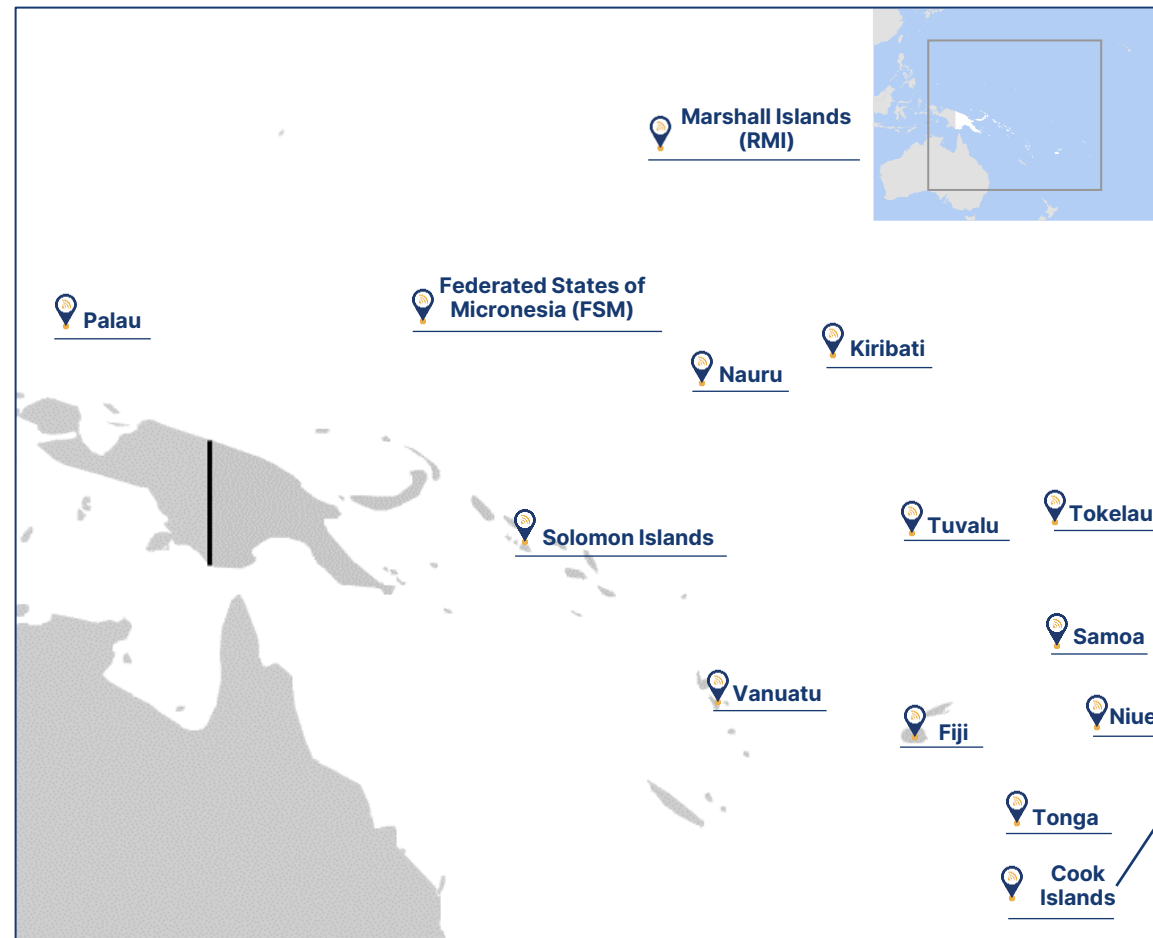 Marshall Islands
(RMI)
Federated States of
Micronesia (FSM)
Palau
Kiribati
Nauru
Solomon Islands
Tuvalu
Tokelau
Samoa
Vanuatu
Niue
Fiji
Tonga
Cook
Islands